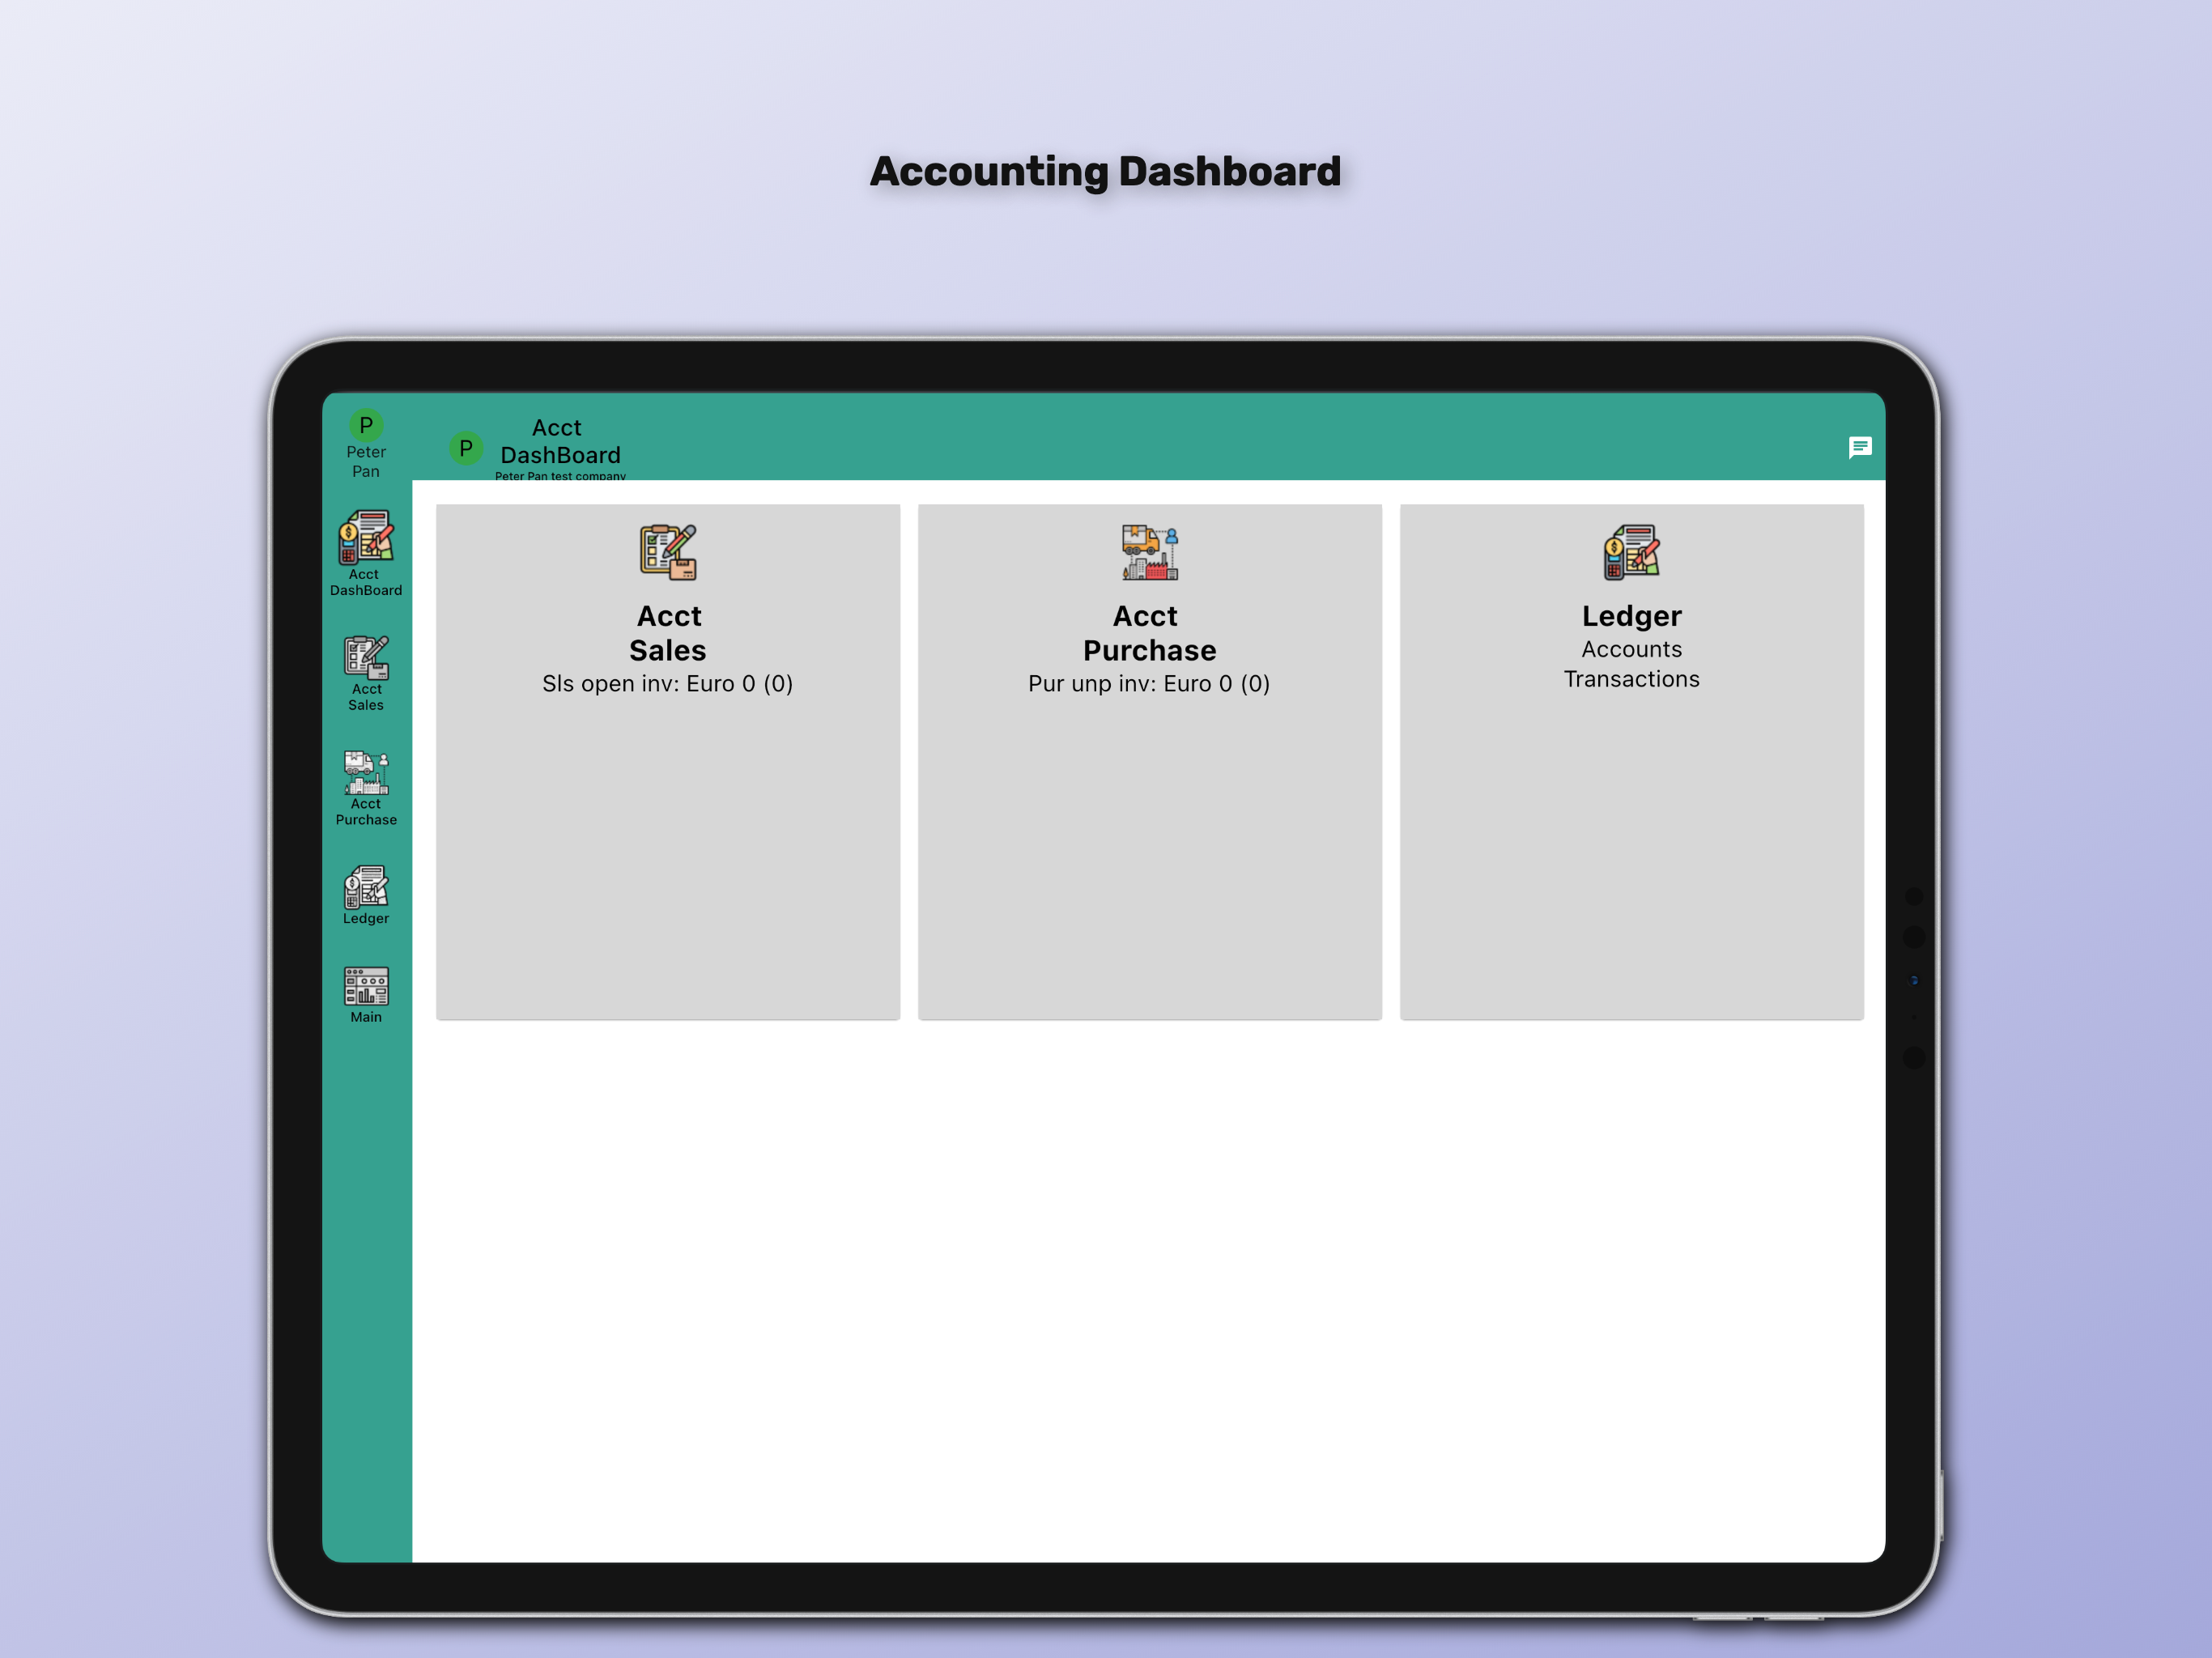 Accounting Dashboard
P
Peter
Pan
P
Acct
DashBoard
Peter Pan test company
Acct
DashBoard
Acct
Sales
Acct
Purchase
Ledger
Main
Acct
Sales
Sls open inv: Euro 0 (0)
Acct
Purchase
Pur unp inv: Euro 0 (0)
Ledger
Accounts
Transactions